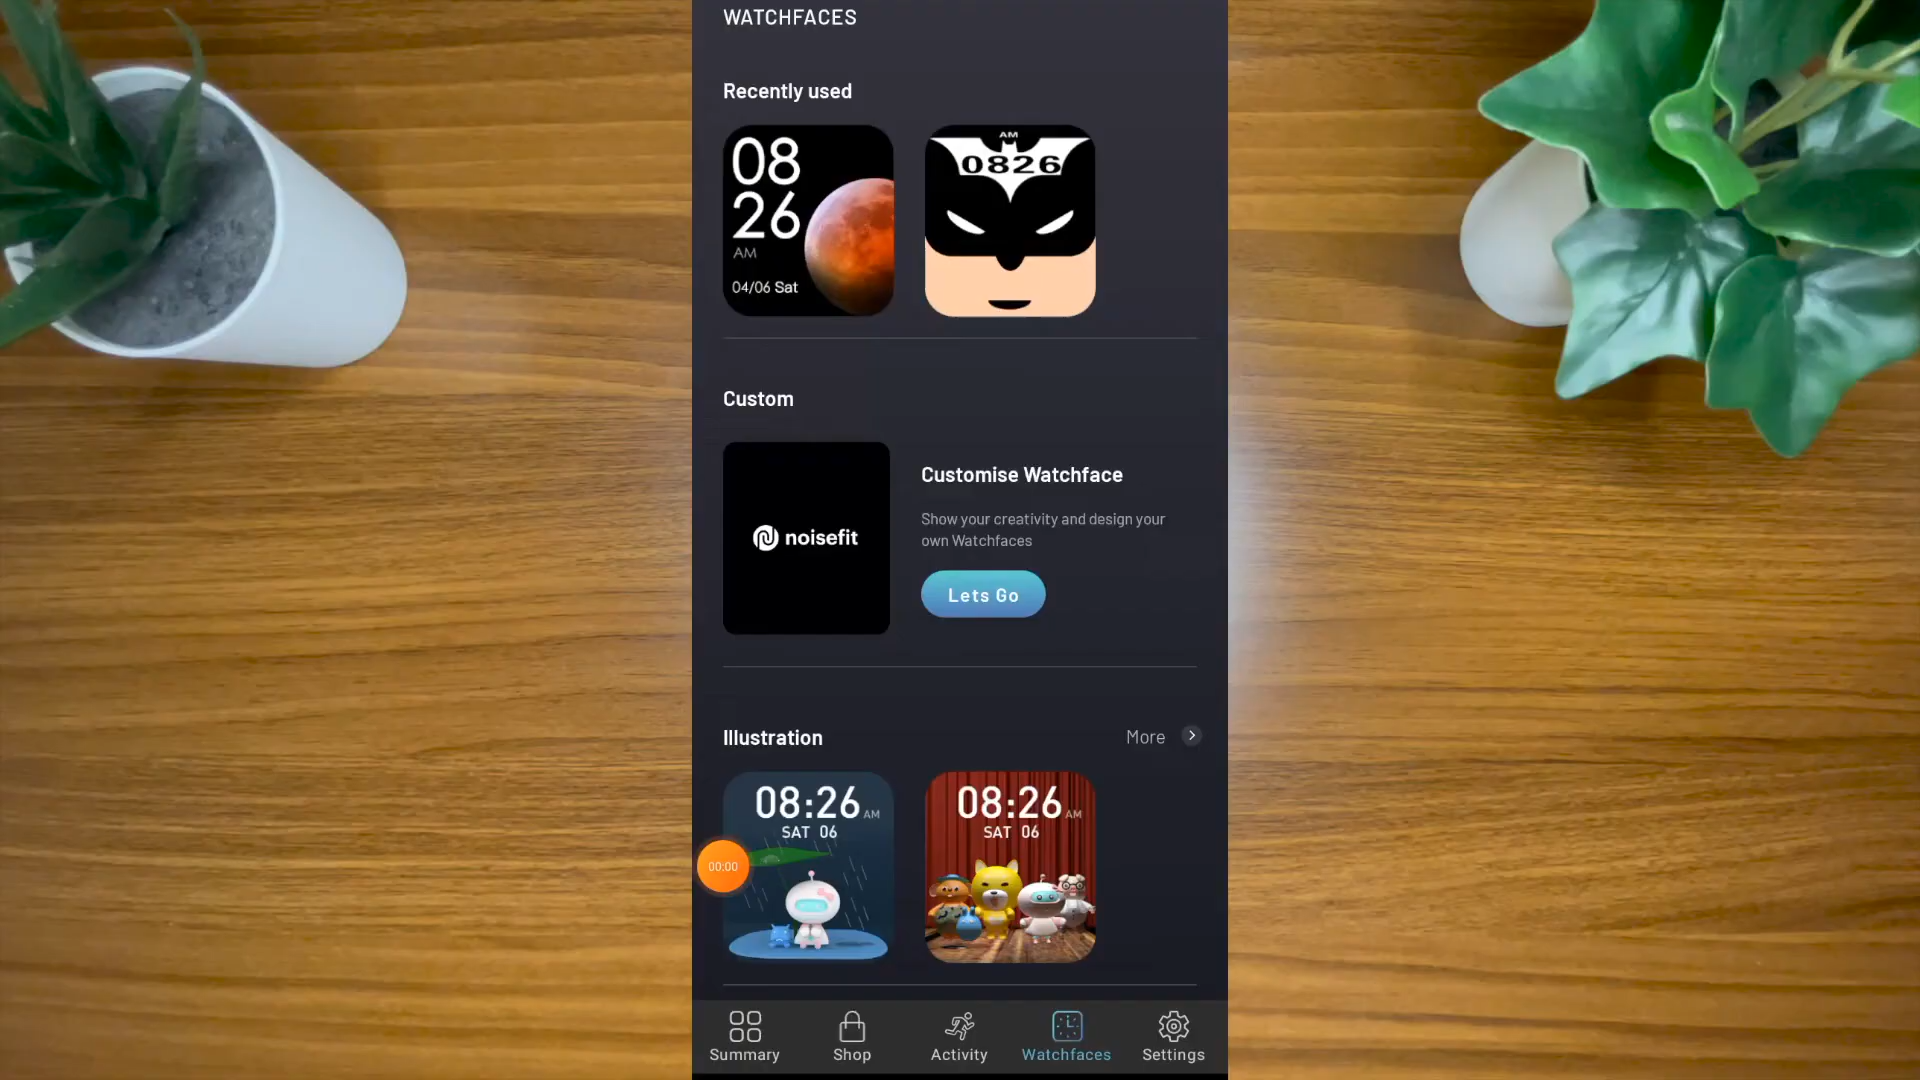 WATCHFACES
Recently used
08
26
AM
04/06 Sat
AM
0826
Custom
noisefit
Customise Watchface
Show your creativity and design your
own Watchfaces
Lets Go
Illustration
More
08:26 AM
SAT 06
08:26 AM
SAT 06
00:00
Summary
Shop
Activity
Watchfaces
Settings